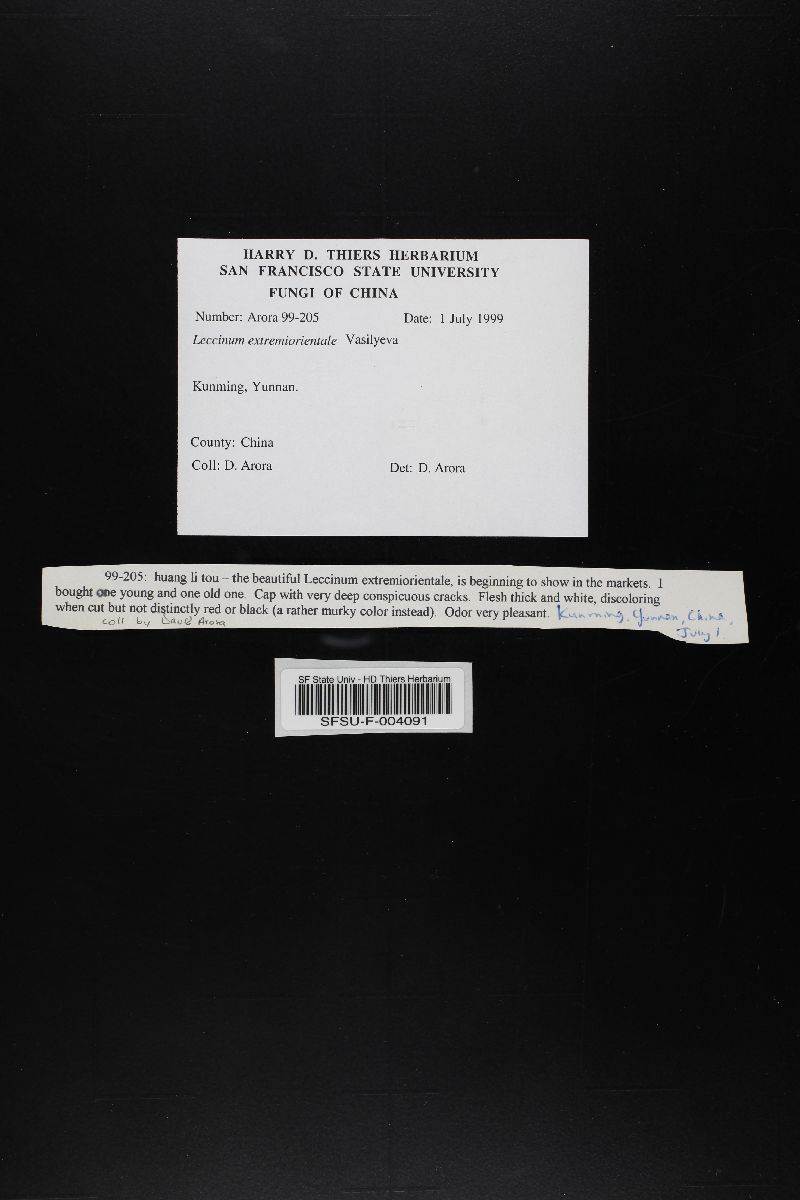 HARRY D. THIERS HERBARIUM
SAN FRANCISCO STATE UNIVERSITY
FUNGI OF CHINA
Number: Arora 99-205 Date: 1 July 1999
Leccinum extremiorientale Vasilyeva
Kunming, Yunnan.
County: China
Coll: D. Arora Det: D. Arora
99-205: huang li tou – the beautiful Leccinum extremiorientale, is beginning to show in the markets. I
bought one young and one old one. Cap with very deep conspicuous cracks. Flesh thick and white, discoloring
when cut but not distinctly red or black (a rather murky color instead). Odor very pleasant. Kunming, Yunnan, China,
July 1
coll by David Arora
SF State Univ - HD Thiers Herbarium
SFSU-F-004091